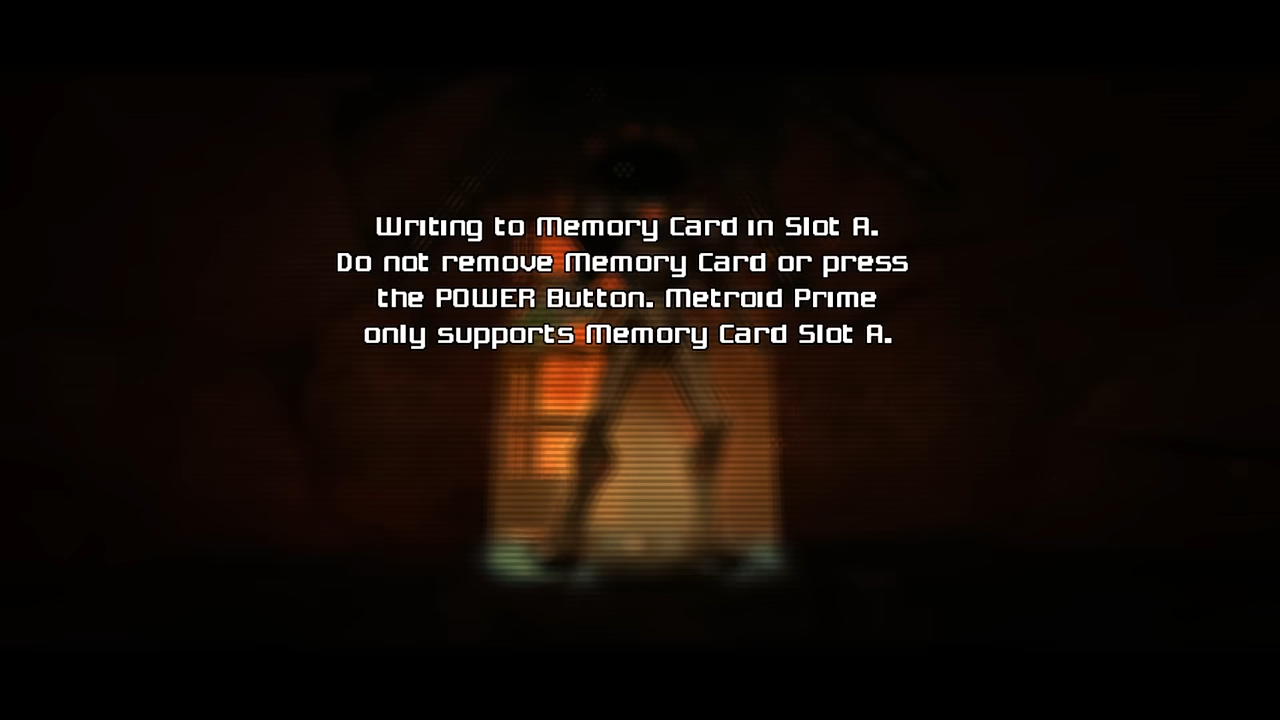 Writing to Memory Card in Slot A.
Do not remove Memory Card or press
the POWER Button. Metroid Prime
only supports Memory Card Slot A.